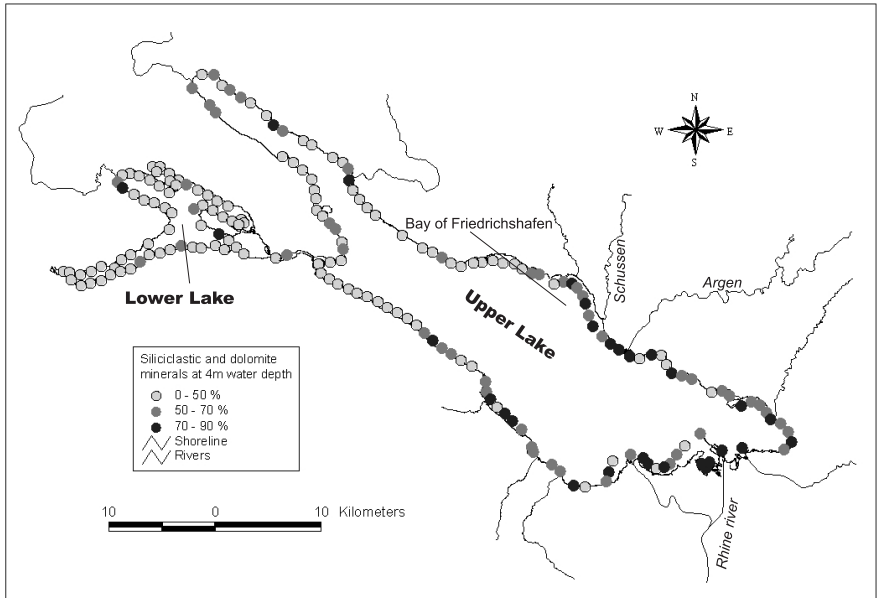 N
W E
S
Bay of Friedrichshafen
Schussen
Argen
Lower Lake
Upper Lake
Siliciclastic and dolomite
minerals at 4m water depth
0 - 50 %
50 - 70 %
70 - 90 %
Shoreline
Rivers
10 0 10 Kilometers
Rhine river